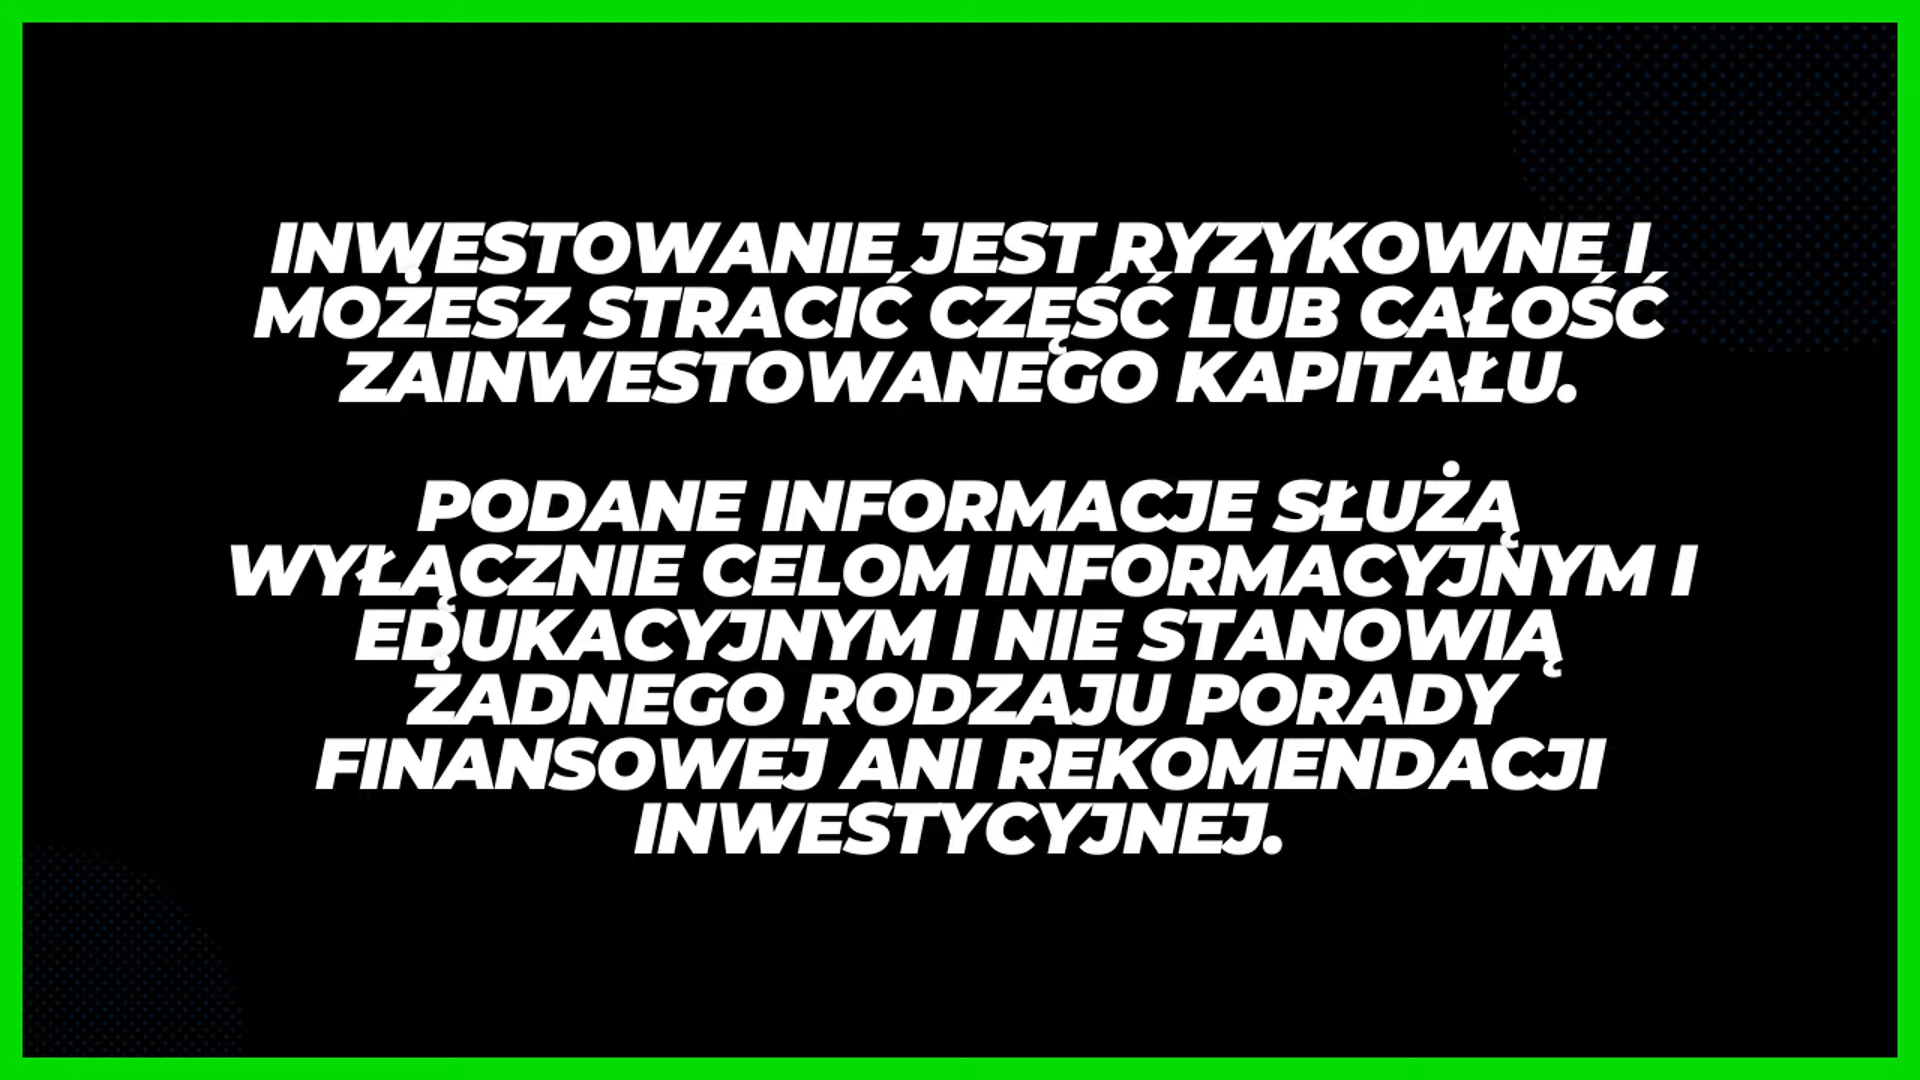 INWESTOWANIE JEST RYZYKOWNE I
MOŻESZ STRACIĆ CZĘŚĆ LUB CAŁOŚĆ
ZAINWESTOWANEGO KAPITAŁU.
PODANE INFORMACJE SŁUŻĄ
WYŁĄCZNIE CELOM INFORMACYJNYM I
EDUKACYJNYM I NIE STANOWIĄ
ŻADNEGO RODZAJU PORADY
FINANSOWEJ ANI REKOMENDACJI
INWESTYCYJNEJ.